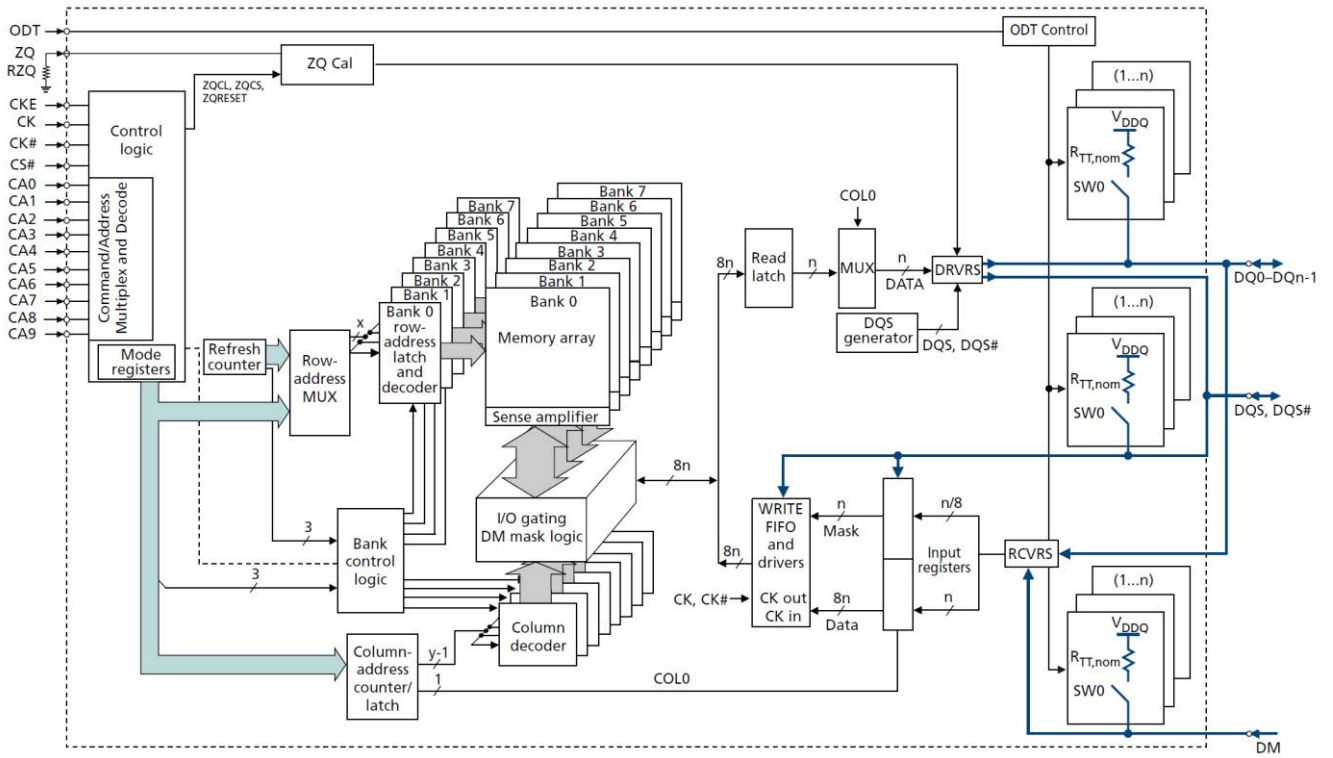 ODT
ODT Control
ZQ
RZQ
ZQ Cal
ZQCL, ZQCS,
ZQRESET
CKE
CK
CK#
CS#
CA0
CA1
CA2
CA3
CA4
CA5
CA6
CA7
CA8
CA9
Control
logic
Command/Address
Multiplex and Decode
Mode
registers
Refresh
counter
Row-
address
MUX
x
3
3
Bank 7
Bank 6
Bank 5
Bank 4
Bank 3
Bank 2
Bank 1
Bank 0
row-
address
latch
and
decoder
Bank 7
Bank 6
Bank 5
Bank 4
Bank 3
Bank 2
Bank 1
Bank 0
Memory array
Sense amplifier
I/O gating
DM mask logic
Bank
control
logic
Column
decoder
Column-
address
counter/
latch
y-1
1
COL0
8n
8n
8n
Read
latch
n
COL0
MUX
n
DATA
DRVRS
DQS
generator
DQS, DQS#
WRITE
FIFO
and
drivers
CK out
CK in
CK, CK#
n
Mask
8n
Data
n/8
Input
registers
n
RCVRS
(1...n)
VDDQ
RTT,nom
SW0
DQ0–DQn-1
VDDQ
RTT,nom
SW0
DQS, DQS#
(1...n)
VDDQ
RTT,nom
SW0
DM